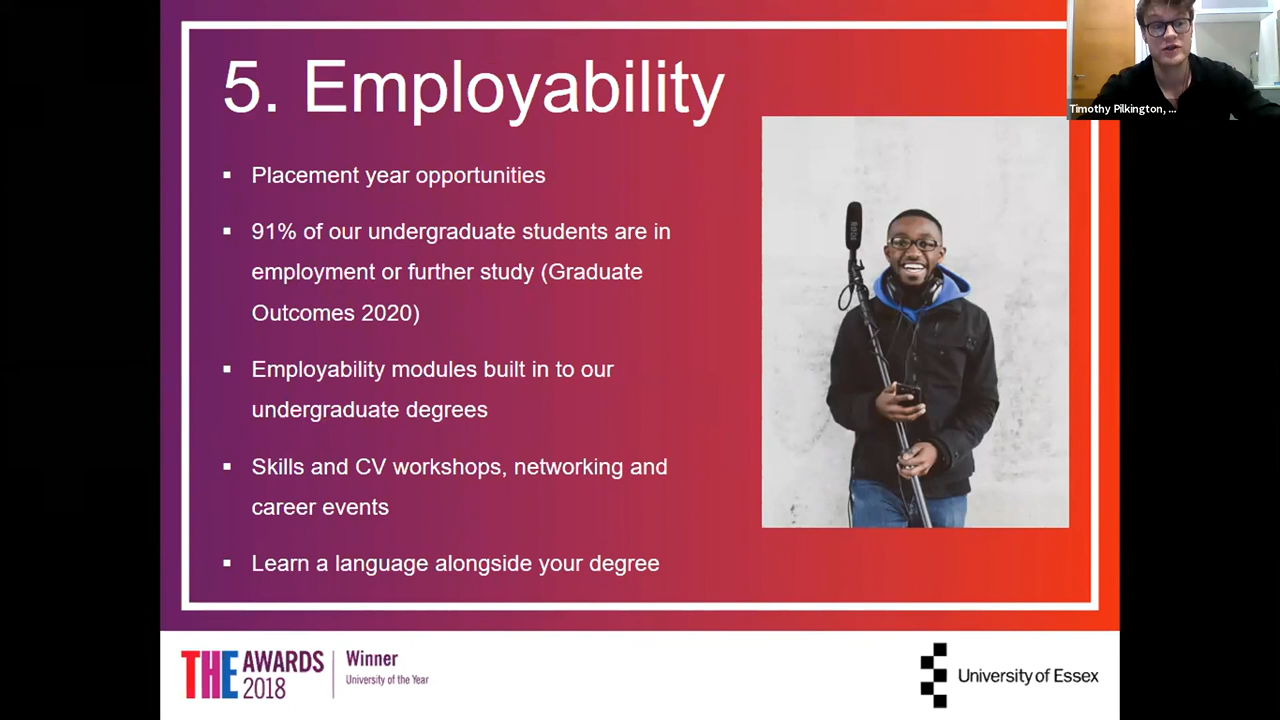 5. Employability
Timothy Pilkington, ...
Placement year opportunities
91% of our undergraduate students are in
employment or further study (Graduate
Outcomes 2020)
Employability modules built in to our
undergraduate degrees
Skills and CV workshops, networking and
career events
Learn a language alongside your degree
RODE
THE AWARDS
2018
Winner
University of the Year
University of Essex